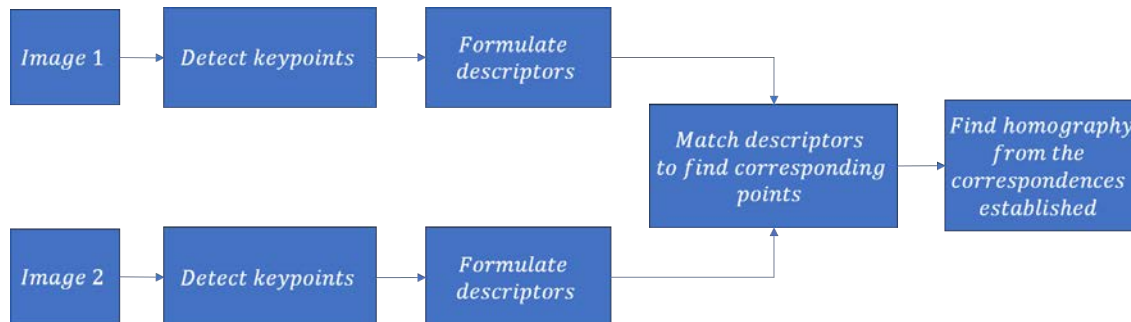 Image 1
Detect keypoints
Formulate
descriptors
Match descriptors
to find corresponding
points
Find homography
from the
correspondences
established
Image 2
Detect keypoints
Formulate
descriptors